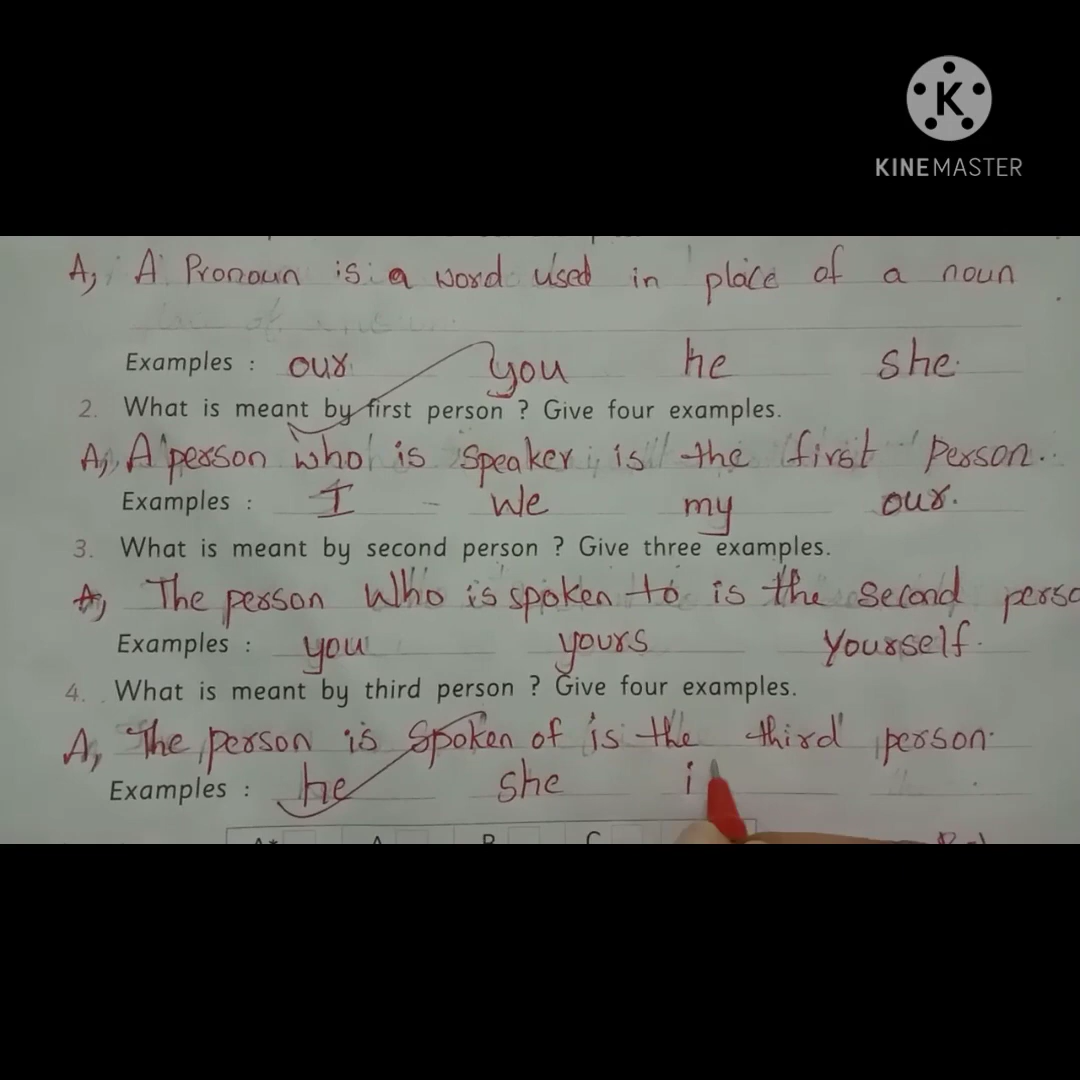 KINEMASTER
A, A Pronoun is a word used in place of a noun
Examples : our you he she.
2. What is meant by first person ? Give four examples.
A, A person who is speaker is the first Person.
Examples : I We my our.
3. What is meant by second person ? Give three examples.
A, The person Who is spoken to is the second perso
Examples : you yours Yourself.
4. What is meant by third person ? Give four examples.
A, The person is Spoken of is the third person.
Examples : he she i
A* A B C